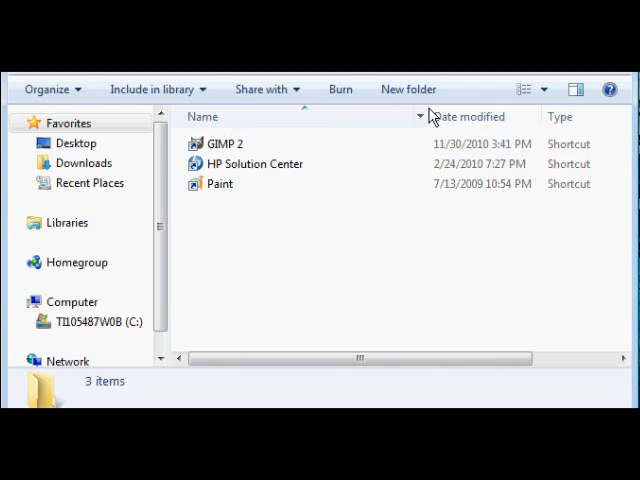 Organize Include in library Share with Burn New folder
Name Date modified Type
Favorites
Desktop
Downloads
Recent Places
Libraries
Homegroup
Computer
TI105487W0B (C:)
Network
GIMP 2 11/30/2010 3:41 PM Shortcut
HP Solution Center 2/24/2010 7:27 PM Shortcut
Paint 7/13/2009 10:54 PM Shortcut
3 items